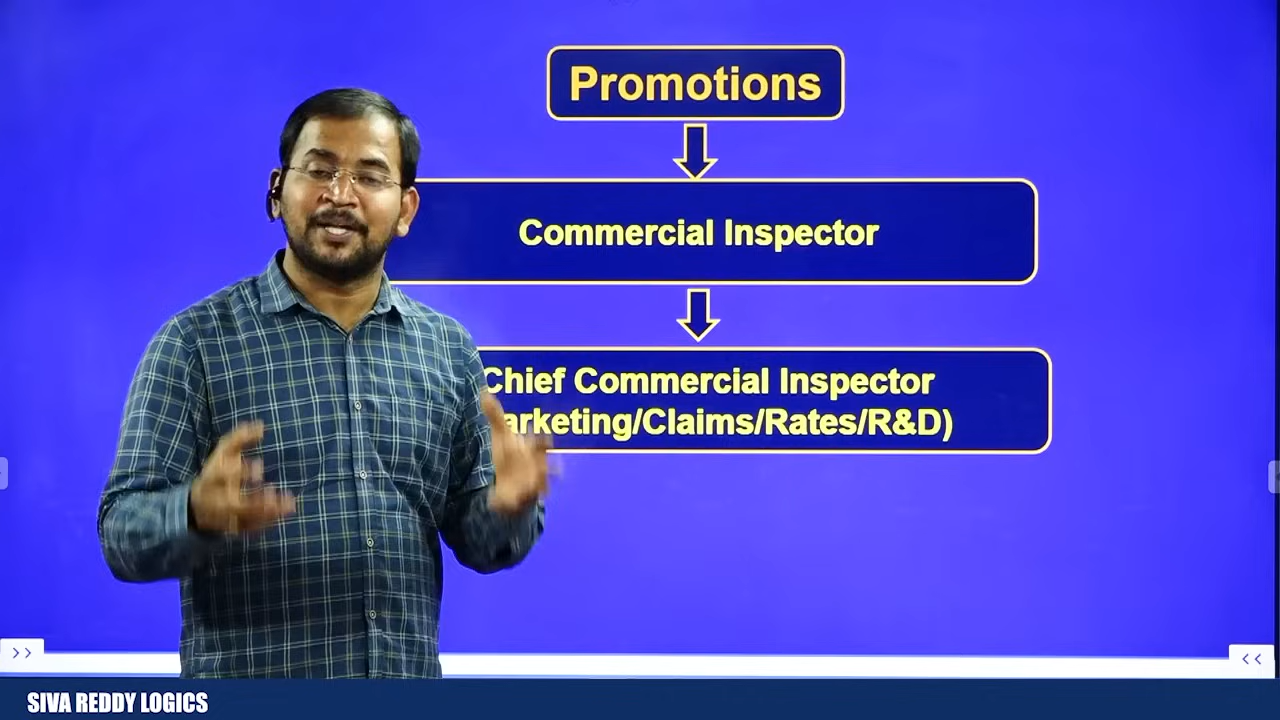 Promotions
Commercial Inspector
Chief Commercial Inspector
arketing/Claims/Rates/R&D)
>>
<<
SIVA REDDY LOGICS